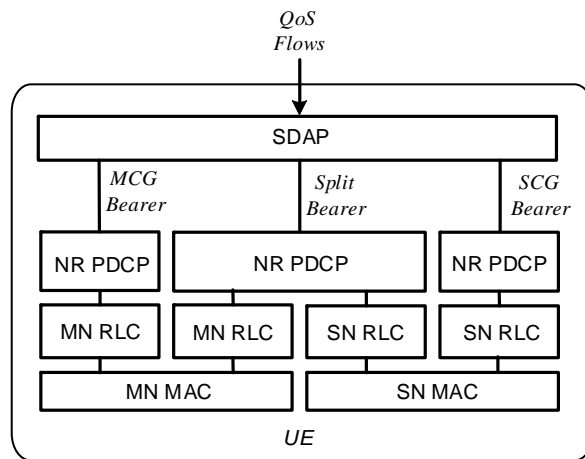 QoS
Flows
SDAP
MCG
Bearer
Split
Bearer
SCG
Bearer
NR PDCP
NR PDCP
NR PDCP
MN RLC
MN RLC
SN RLC
SN RLC
MN MAC
SN MAC
UE